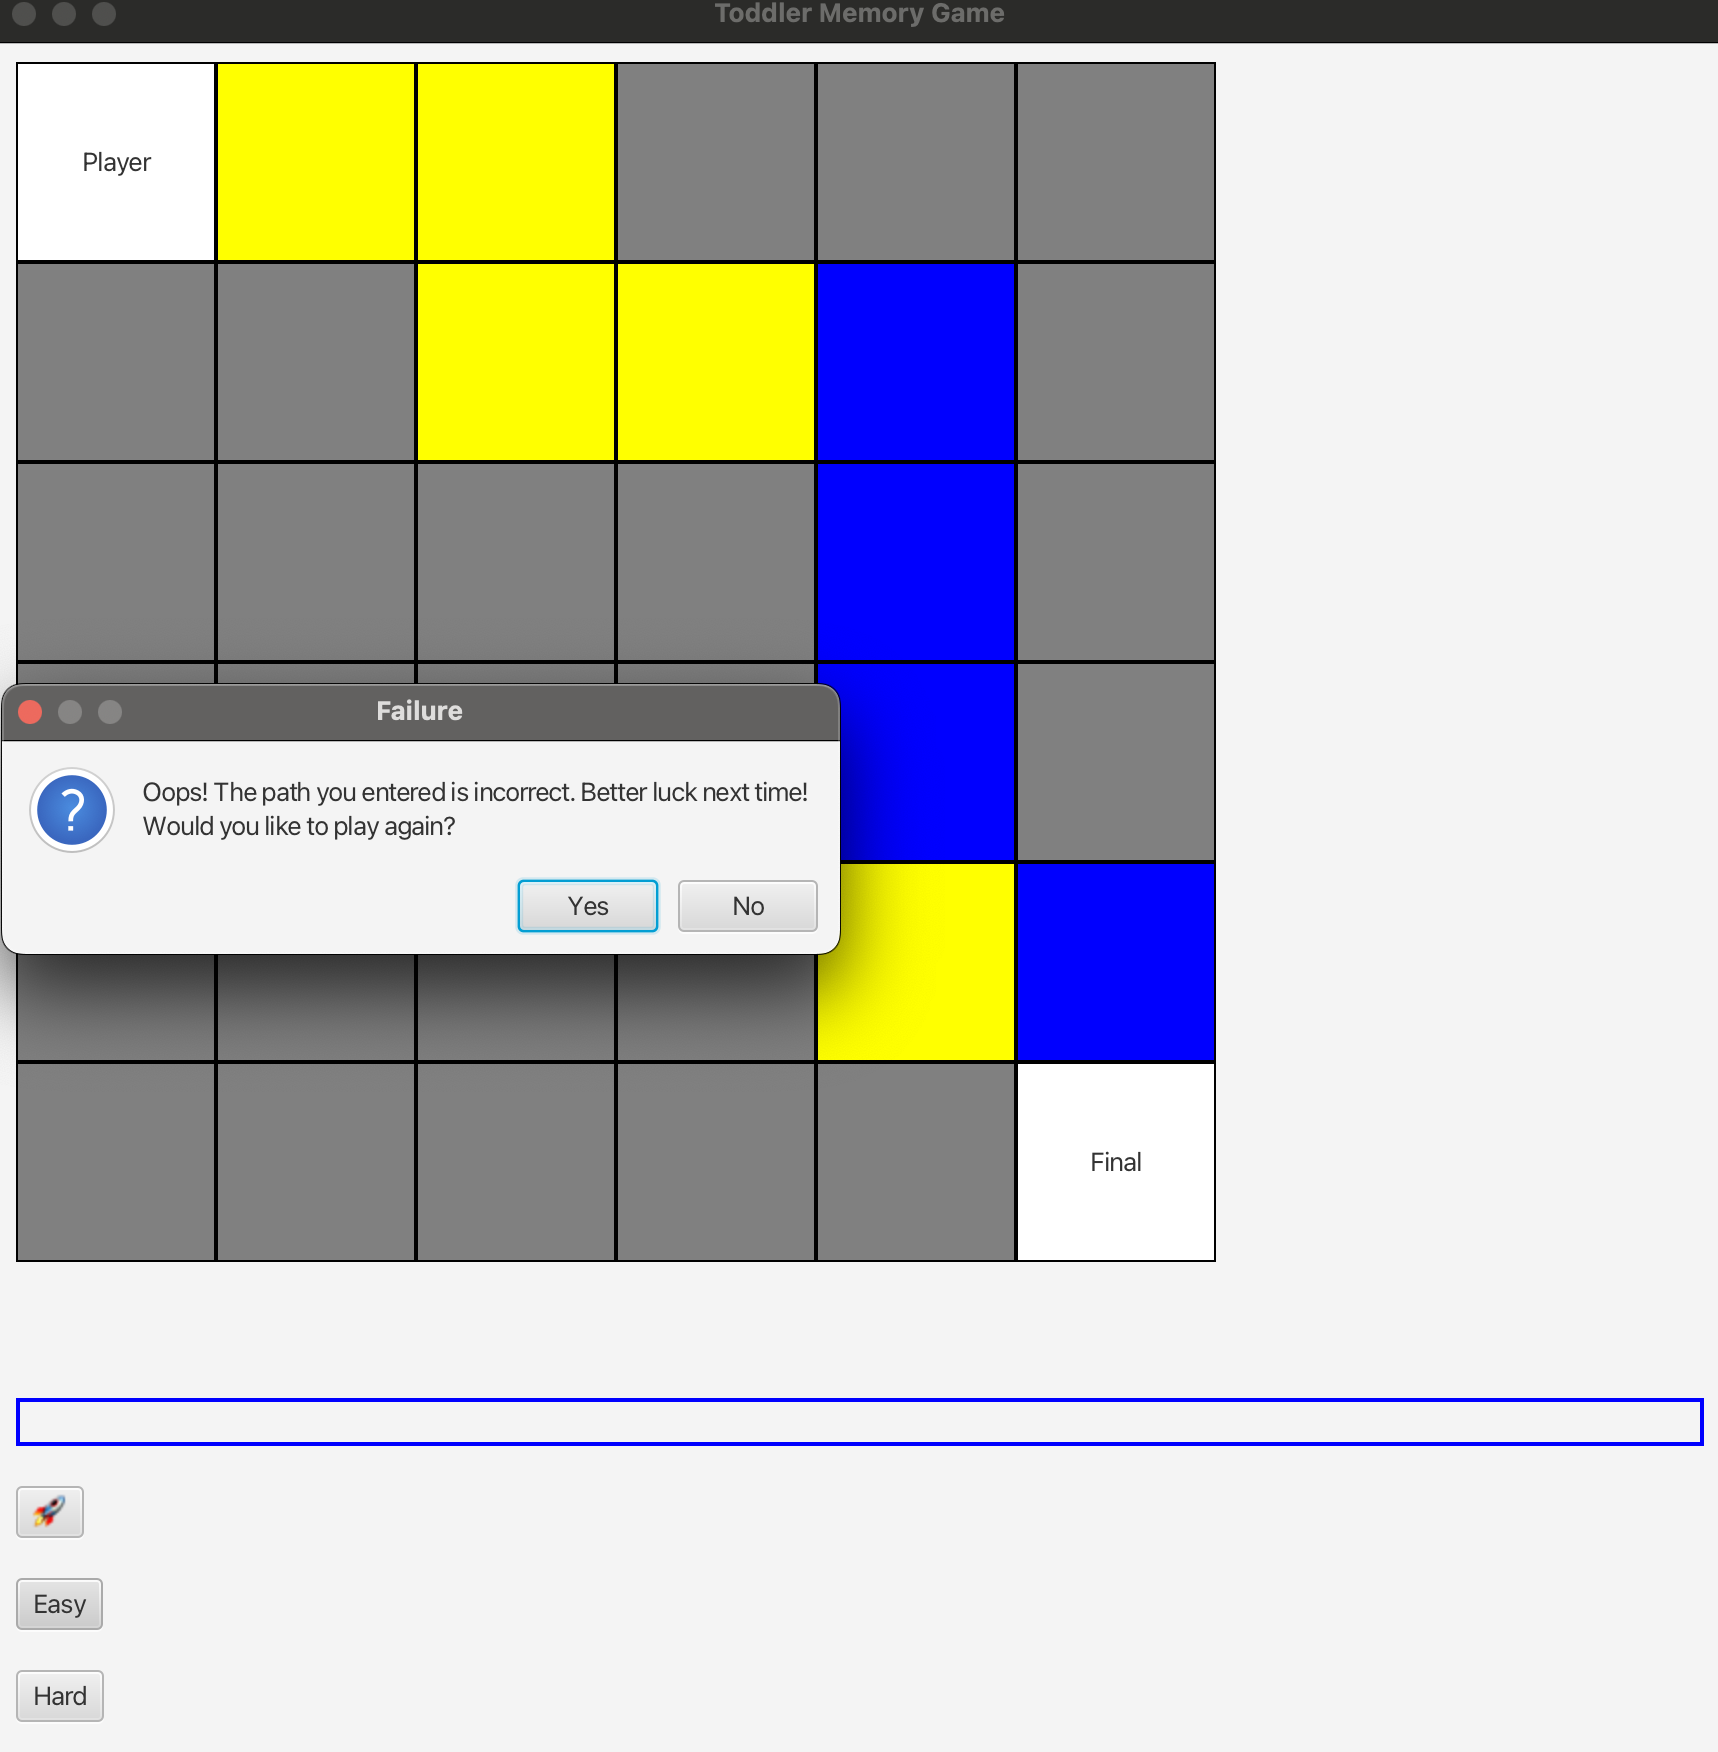 Toddler Memory Game
Player
Failure
Oops! The path you entered is incorrect. Better luck next time!
Would you like to play again?
Yes
No
Final
Easy
Hard